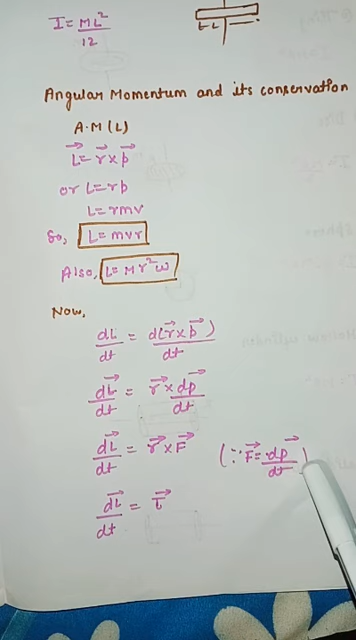 I = ML²/12
L
Angular Momentum and its conservation
A.M (L)
L⃗ = r⃗ × p⃗
or L = rp
L = rmv
So, L = mvr
Also, L = Mr²ω
Now,
dL/dt = d(r⃗ × p⃗)/dt
dL⃗/dt = r⃗ × dp⃗/dt
dL⃗/dt = r⃗ × F⃗ (∵ F⃗ = dp⃗/dt)
dL⃗/dt = τ⃗